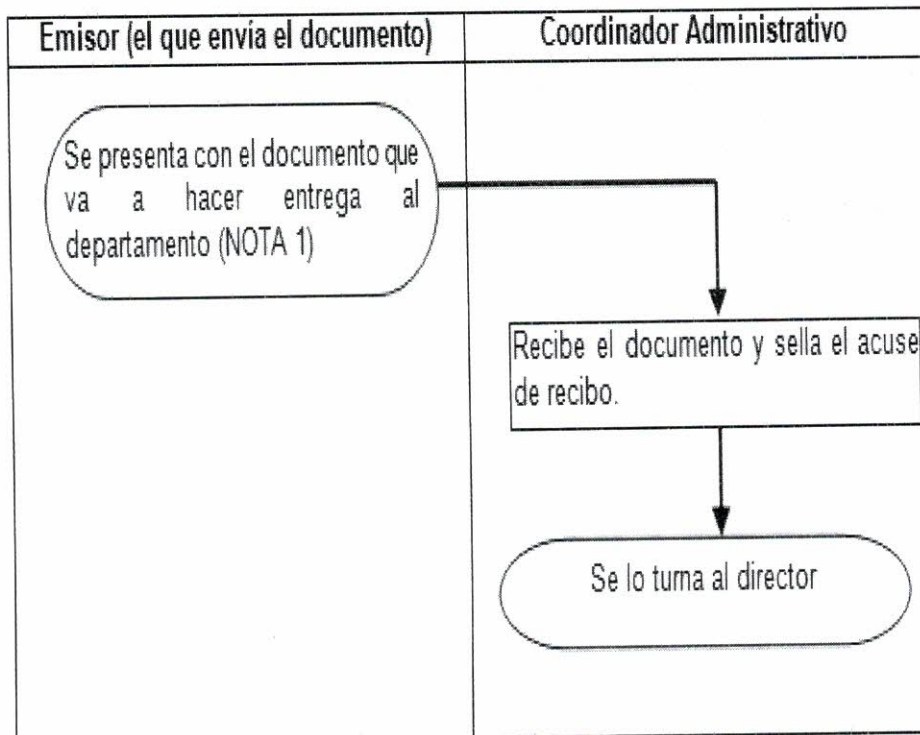 Emisor (el que envía el documento)
Coordinador Administrativo
Se presenta con el documento que
va a hacer entrega al
departamento (NOTA 1)
Recibe el documento y sella el acuse
de recibo.
Se lo turna al director